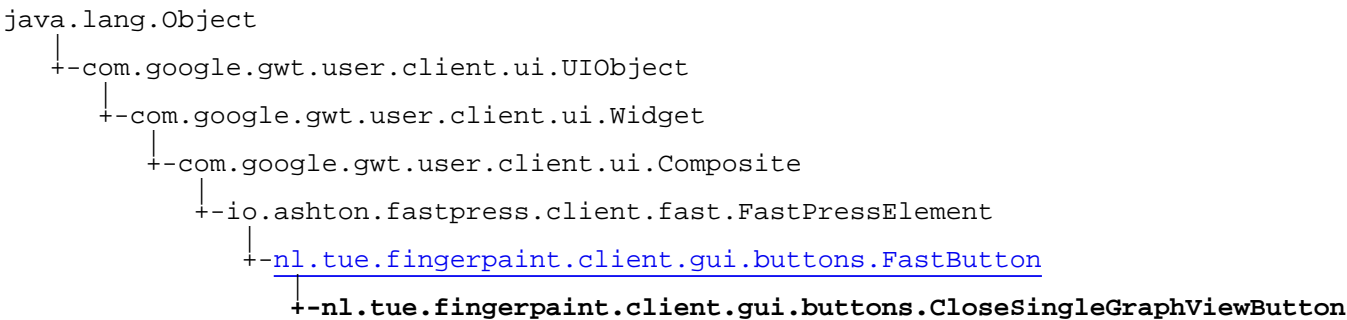 java.lang.Object
+-com.google.gwt.user.client.ui.UIObject
+-com.google.gwt.user.client.ui.Widget
+-com.google.gwt.user.client.ui.Composite
+-io.ashton.fastpress.client.fast.FastPressElement
+-nl.tue.fingerpaint.client.gui.buttons.FastButton
+-nl.tue.fingerpaint.client.gui.buttons.CloseSingleGraphViewButton